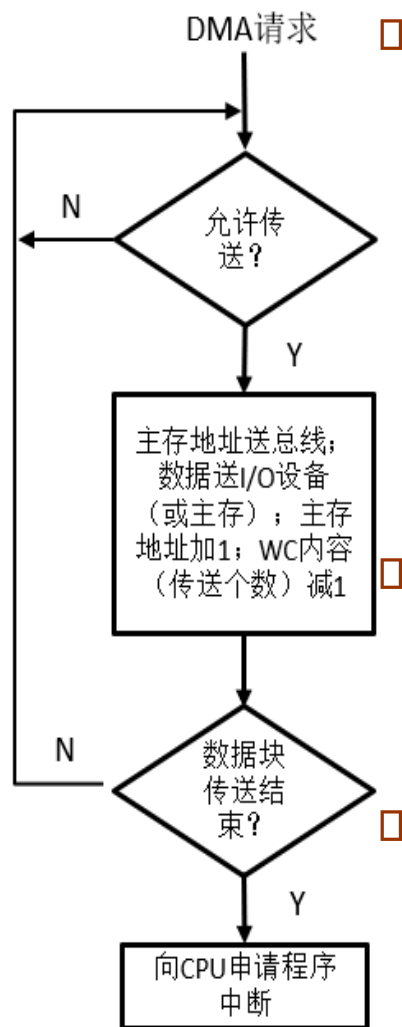 DMA请求
N
允许传
送？
Y
主存地址送总线；
数据送I/O设备
（或主存）；主存
地址加1；WC内容
（传送个数）减1
N
数据块
传送结
束？
Y
向CPU申请程序
中断